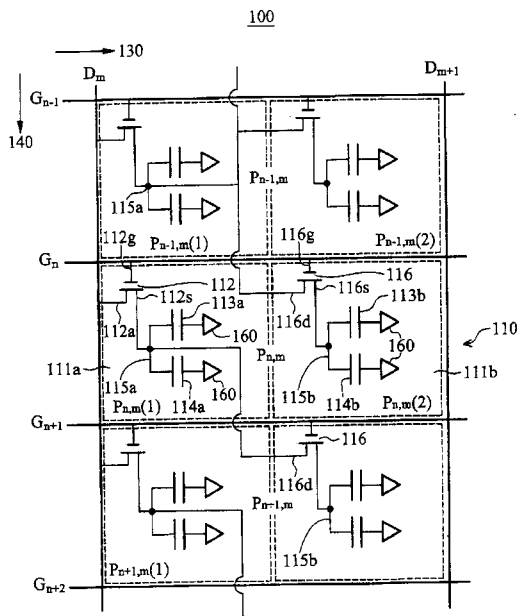 100
130
Dm
Dm+1
Gn-1
140
Pn-1,m
115a
112g
Pn-1,m(1)
116g
Pn-1,m(2)
Gn
112
116
112s
113a
116s
113b
112a
116d
110
160
160
111a
Pn,m
115a
160
115b
160
111b
Pn,m(1)
114a
114b
Pn,m(2)
Gn+1
116
116d
Pn+1,m
115b
Pn+1,m(1)
Gn+2